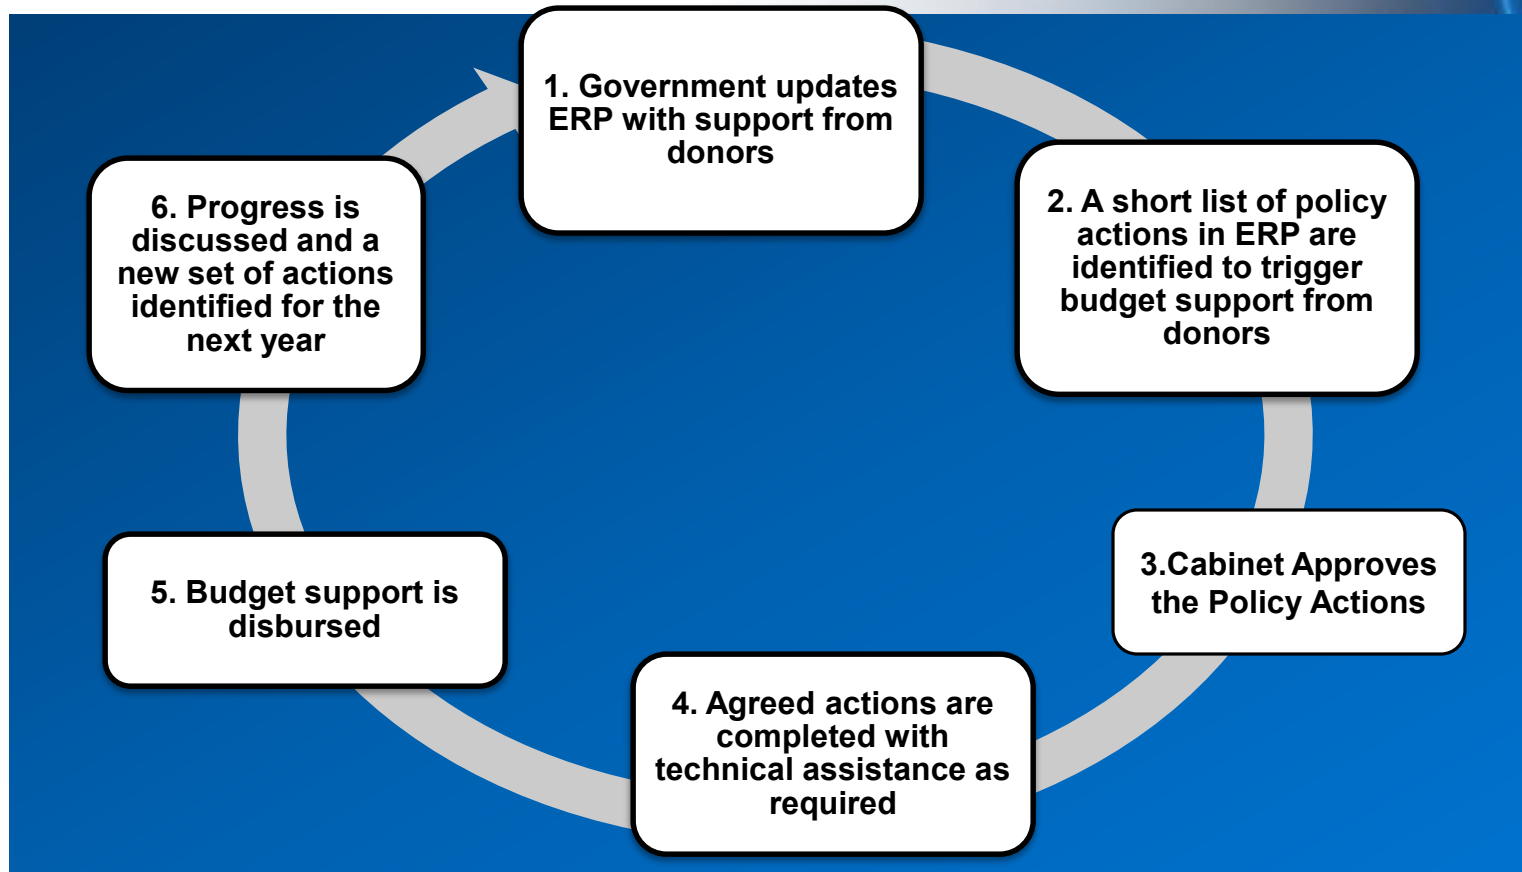 1. Government updates
ERP with support from
donors
2. A short list of policy
actions in ERP are
identified to trigger
budget support from
donors
3.Cabinet Approves
the Policy Actions
4. Agreed actions are
completed with
technical assistance as
required
5. Budget support is
disbursed
6. Progress is
discussed and a
new set of actions
identified for the
next year